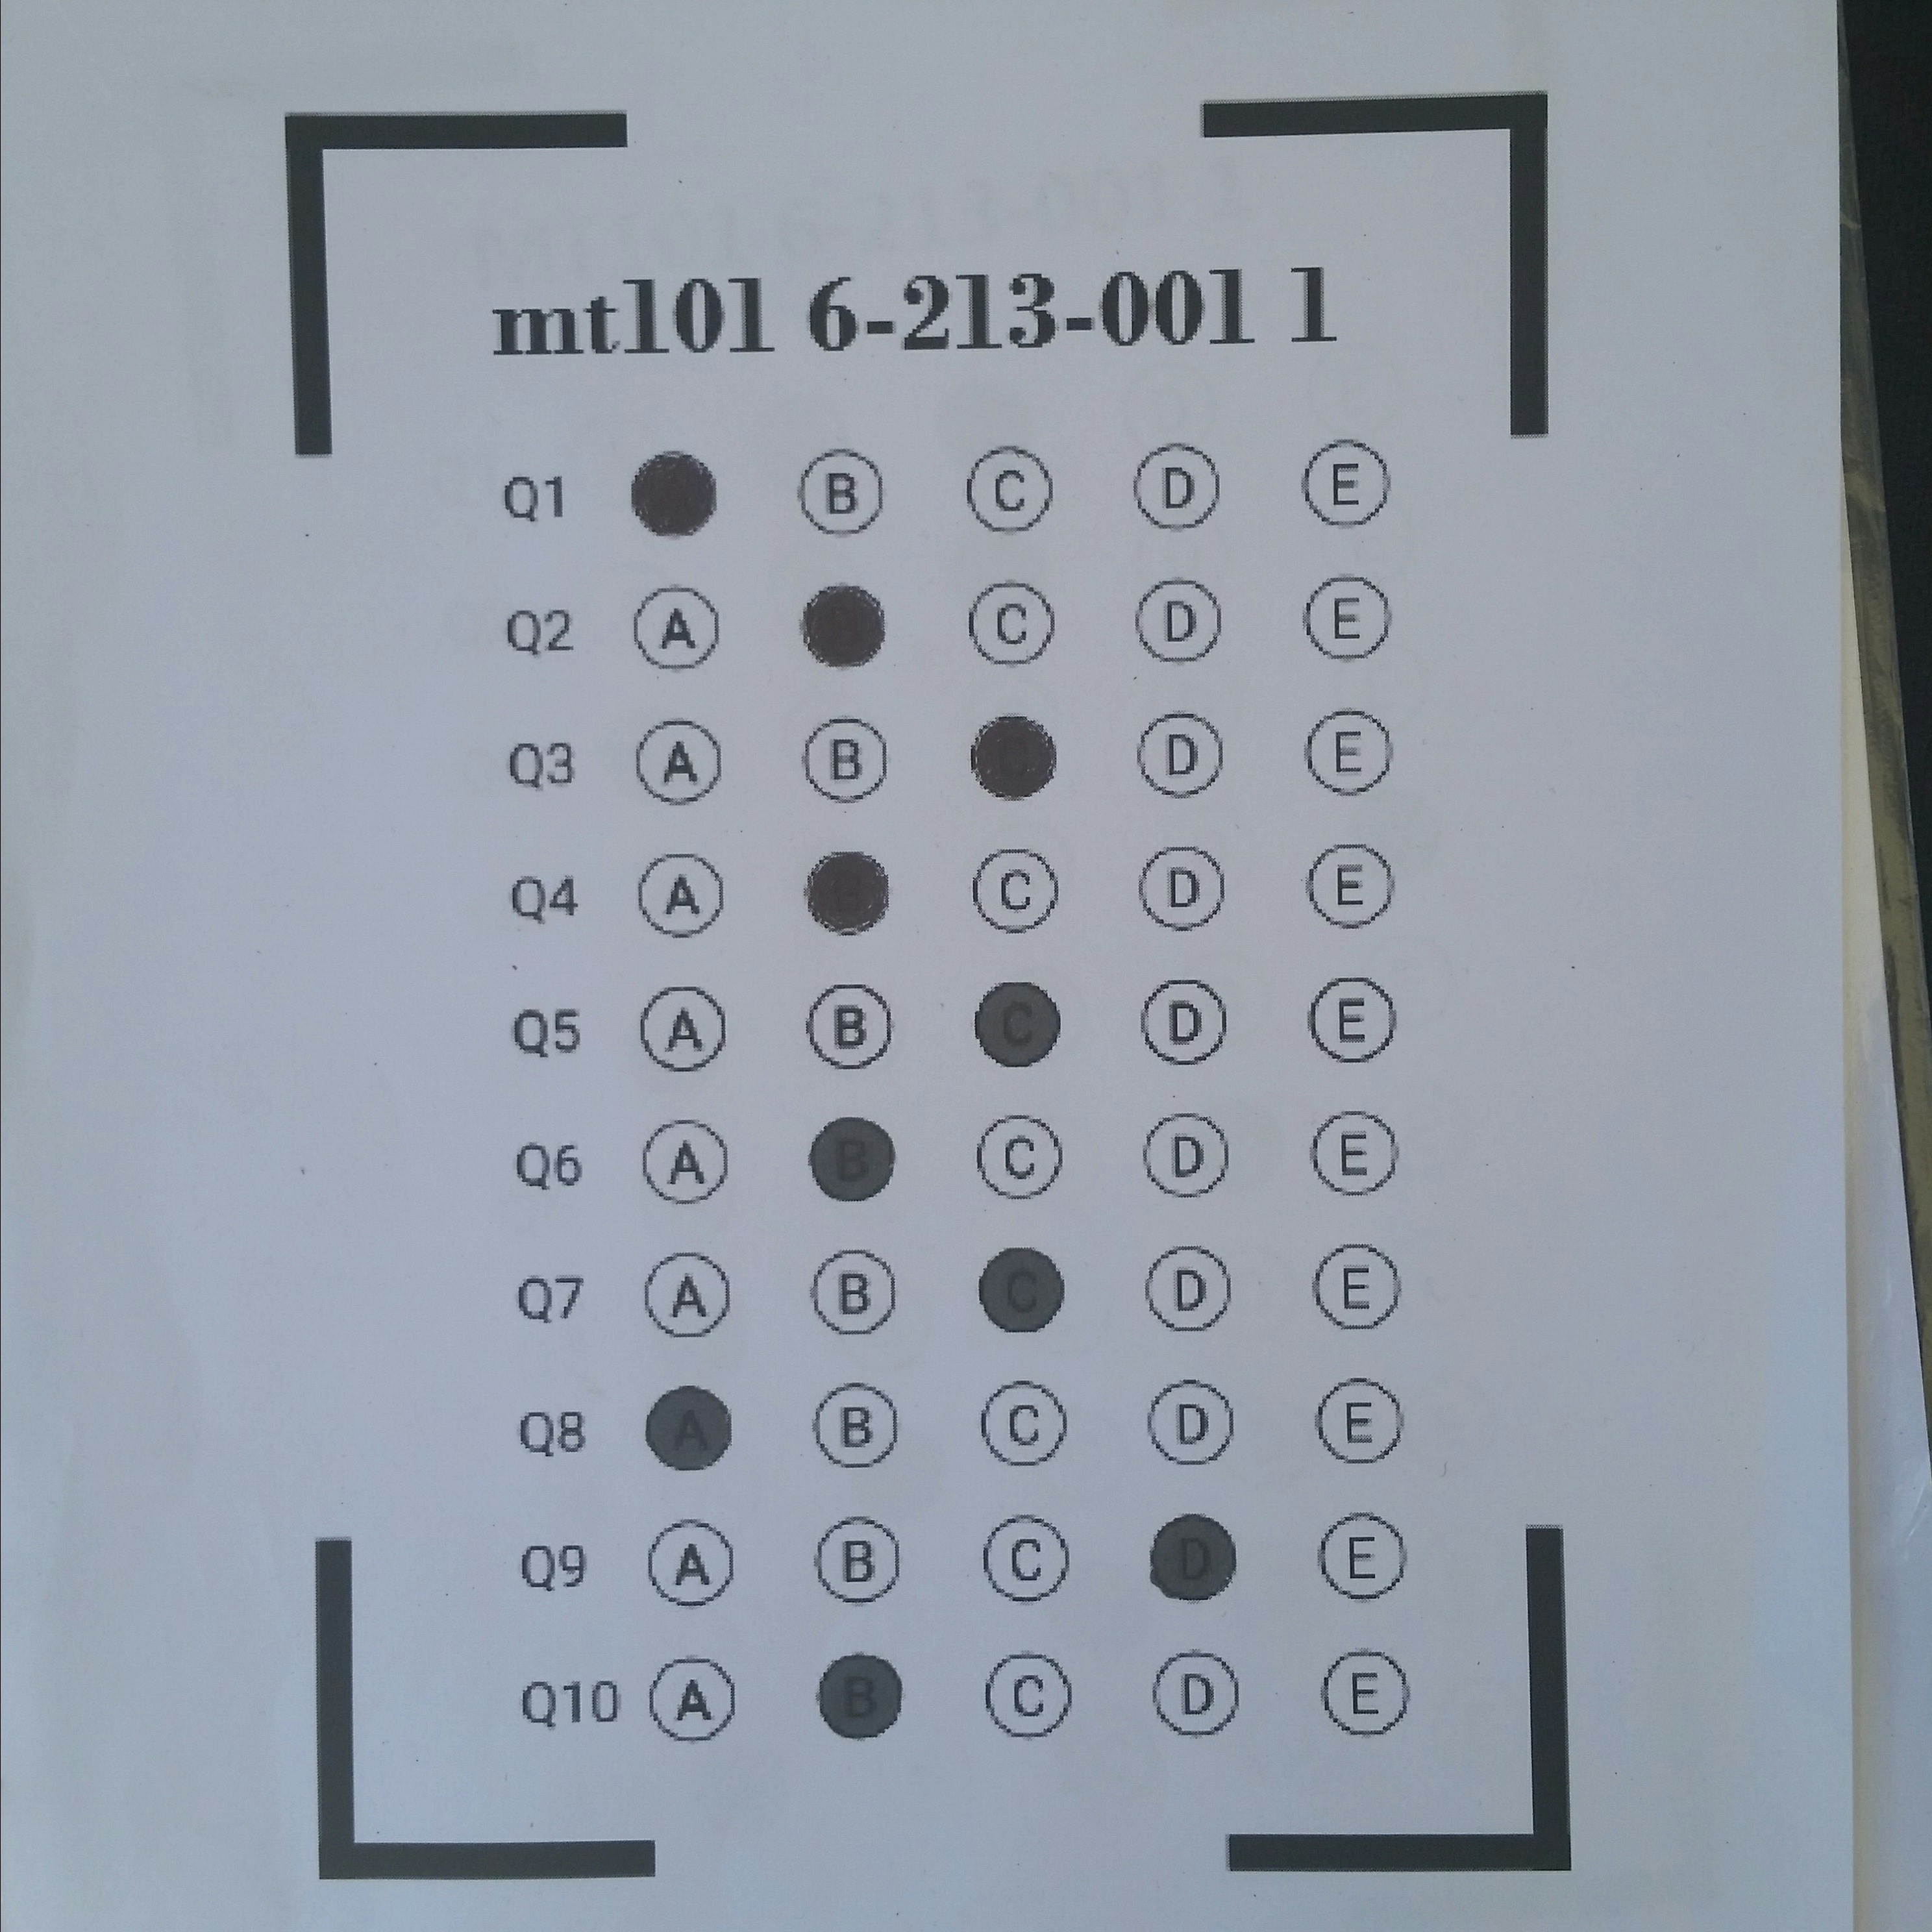 mt101 6-213-001 1
Q1 B C D E
Q2 A C D E
Q3 A B C D E
Q4 A B C D E
Q5 A B C D E
Q6 A B C D E
Q7 A B C D E
Q8 A B C D E
Q9 A B C D E
Q10 A B C D E